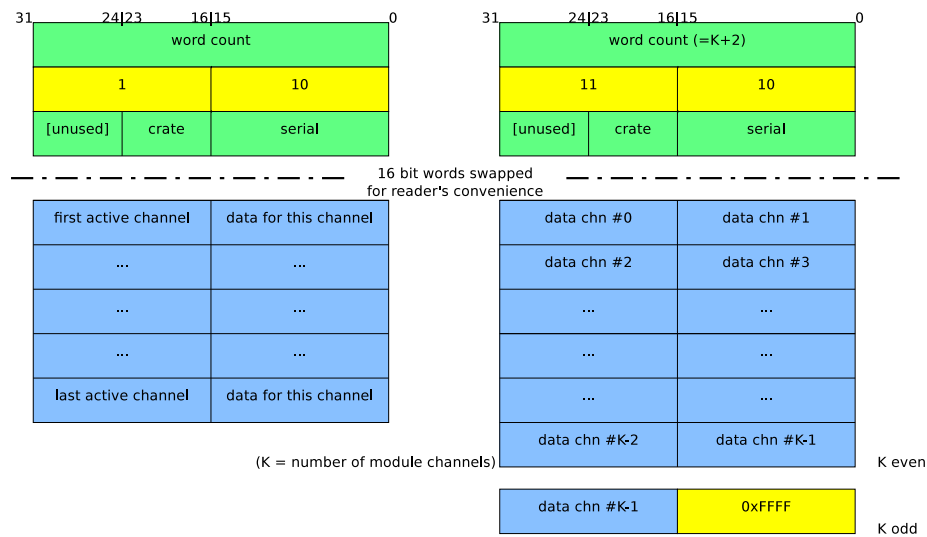 31 24 23 16 15 0 31 24 23 16 15 0
word count word count (=K+2)
1 10 11 10
[unused] crate serial [unused] crate serial
16 bit words swapped
for reader's convenience
first active channel data for this channel data chn #0 data chn #1
... ... data chn #2 data chn #3
... ... ... ...
... ... ... ...
last active channel data for this channel ... ...
data chn #K-2 data chn #K-1
(K = number of module channels) K even
data chn #K-1 0xFFFF
K odd